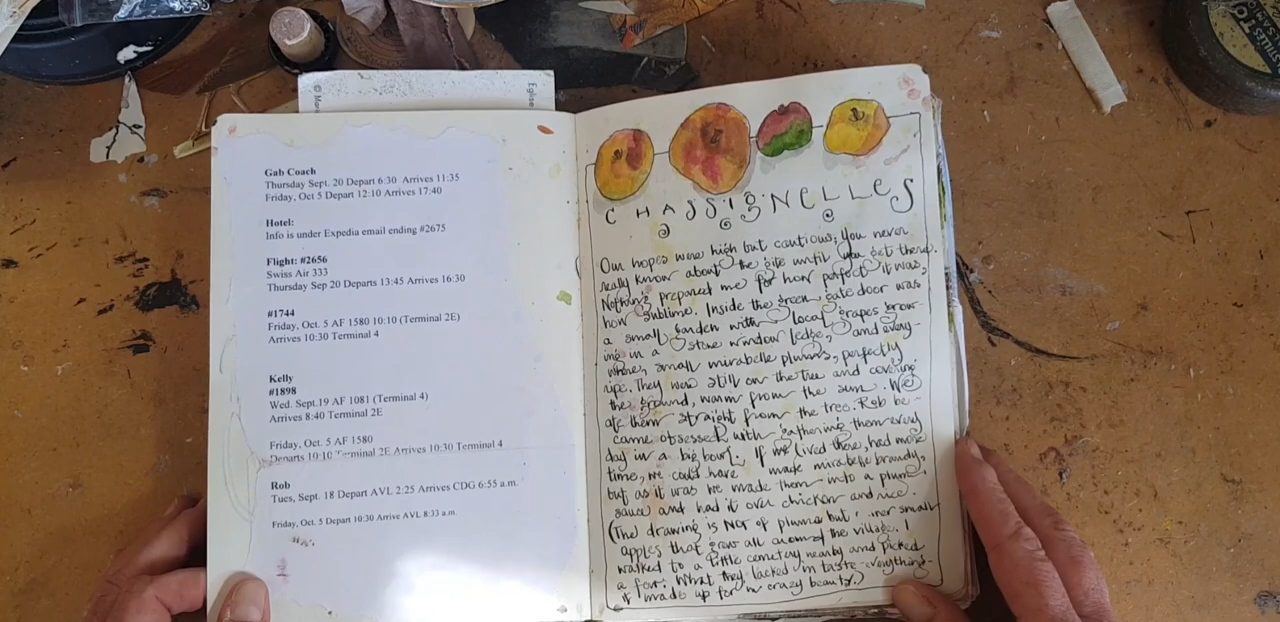 Gab Coach
Thursday Sept. 20 Depart 6:30 Arrives 11:35
Friday, Oct 5 Depart 12:10 Arrives 17:40
Hotel:
Info is under Expedia email ending #2675
Flight: #2656
Swiss Air 333
Thursday Sep 20 Departs 13:45 Arrives 16:30
#1744
Friday, Oct. 5 AF 1580 10:10 (Terminal 2E)
Arrives 10:30 Terminal 4
Kelly
#1898
Wed. Sept.19 AF 1081 (Terminal 4)
Arrives 8:40 Terminal 2E
Friday, Oct. 5 AF 1580
Departs 10:10 Terminal 2E Arrives 10:30 Terminal 4
Rob
Tues, Sept. 18 Depart AVL 2:25 Arrives CDG 6:55 a.m.
Friday, Oct. 5 Depart 10:30 Arrive AVL 8:33 a.m.
Eglise
CHASSIGNELLES
Our hopes were high but cautious; You never
really know about the gite until you get there.
Nothing prepared me for how perfect it was,
how sublime. Inside the green gate door was
a small garden with local grapes grow-
ing in a stone window ledge, and every-
where, small mirabelle plums, perfectly
ripe. They were still on the tree and covering
the ground, warm from the sun. We
ate them straight from the tree. Rob be-
came obsessed with gathering them every
day in a big bowl. If we lived there, had more
time, we could have made mirabelle brandy,
but as it was we made them into a plum
sauce and had it over chicken and rice.
(The drawing is NOT of plums but small
apples that grow all around the village. I
walked to a little cemetery nearby and picked
a few. What they lacked in taste - everything -
it made up for in crazy beauty.)